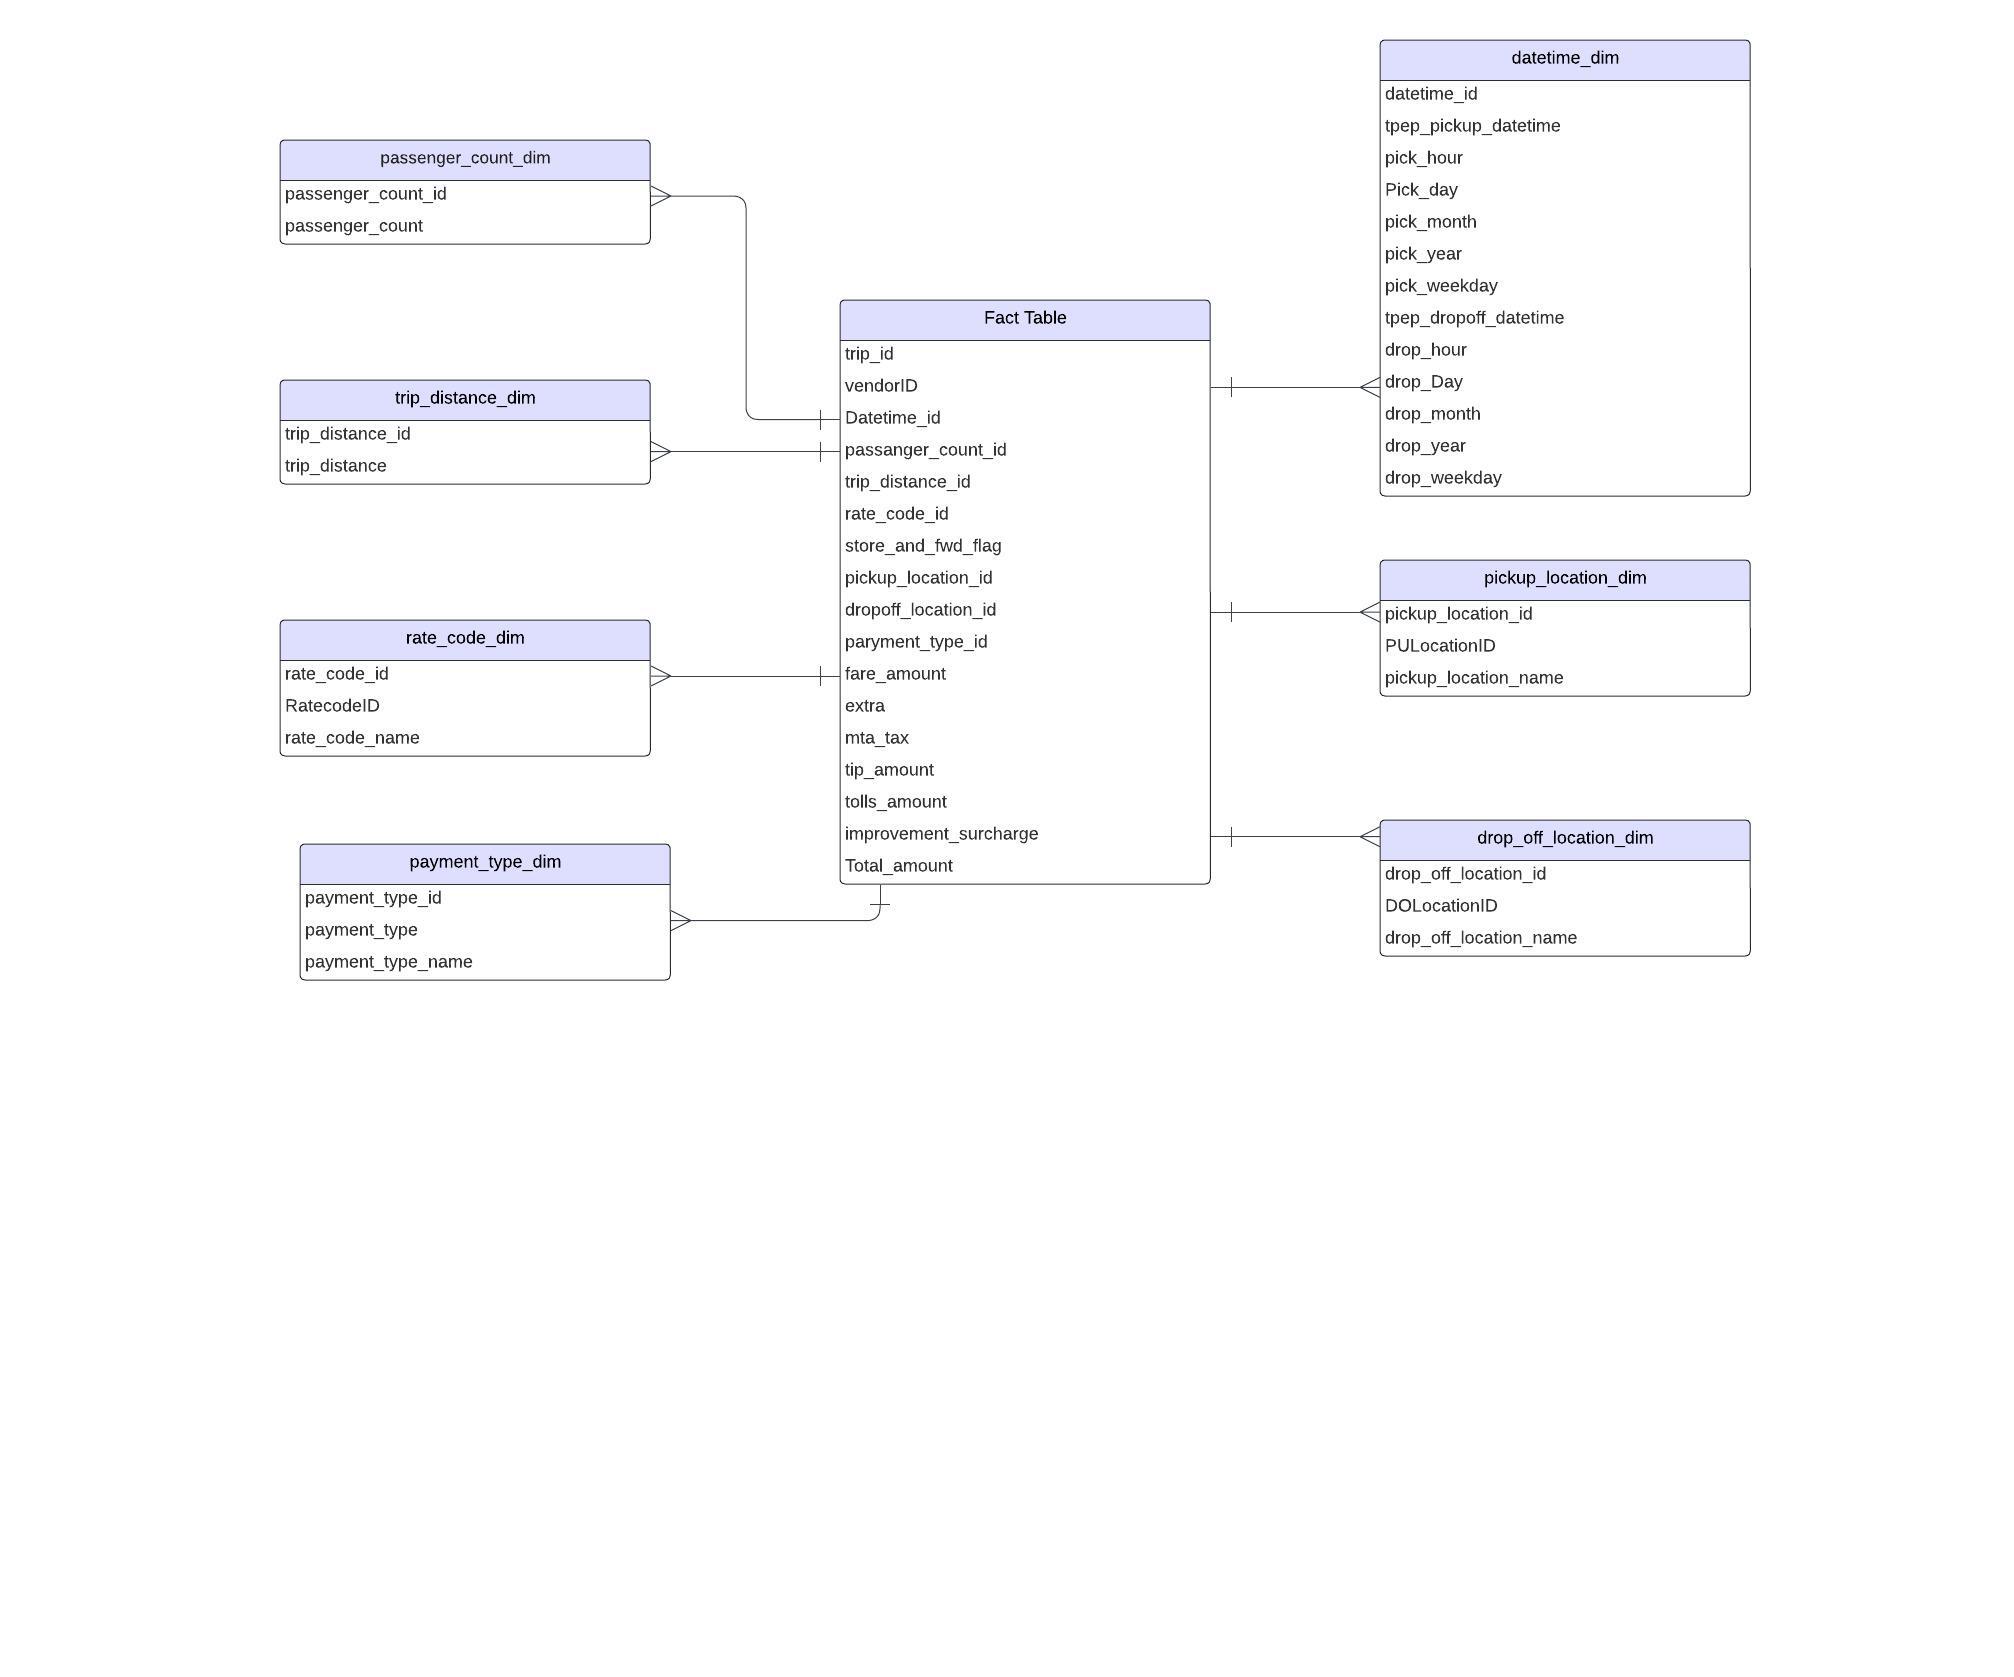 passenger_count_dim
passenger_count_id
passenger_count
trip_distance_dim
trip_distance_id
trip_distance
rate_code_dim
rate_code_id
RatecodeID
rate_code_name
payment_type_dim
payment_type_id
payment_type
payment_type_name
Fact Table
trip_id
vendorID
Datetime_id
passanger_count_id
trip_distance_id
rate_code_id
store_and_fwd_flag
pickup_location_id
dropoff_location_id
paryment_type_id
fare_amount
extra
mta_tax
tip_amount
tolls_amount
improvement_surcharge
Total_amount
datetime_dim
datetime_id
tpep_pickup_datetime
pick_hour
Pick_day
pick_month
pick_year
pick_weekday
tpep_dropoff_datetime
drop_hour
drop_Day
drop_month
drop_year
drop_weekday
pickup_location_dim
pickup_location_id
PULocationID
pickup_location_name
drop_off_location_dim
drop_off_location_id
DOLocationID
drop_off_location_name